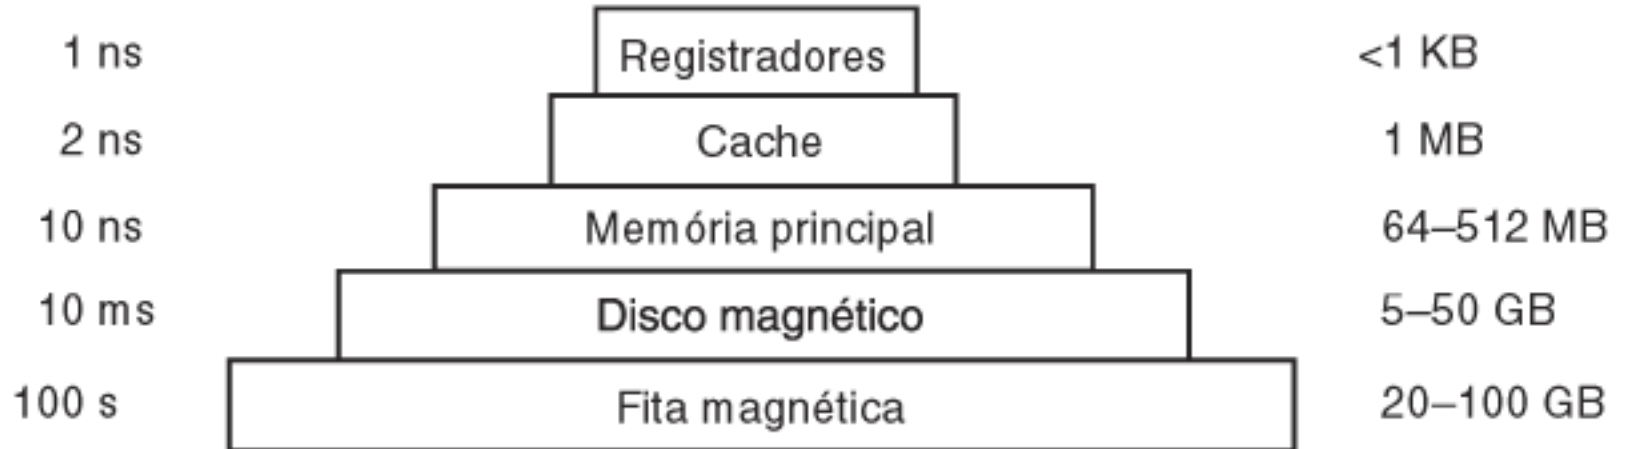 1 ns Registradores <1 KB
2 ns Cache 1 MB
10 ns Memória principal 64–512 MB
10 ms Disco magnético 5–50 GB
100 s Fita magnética 20–100 GB